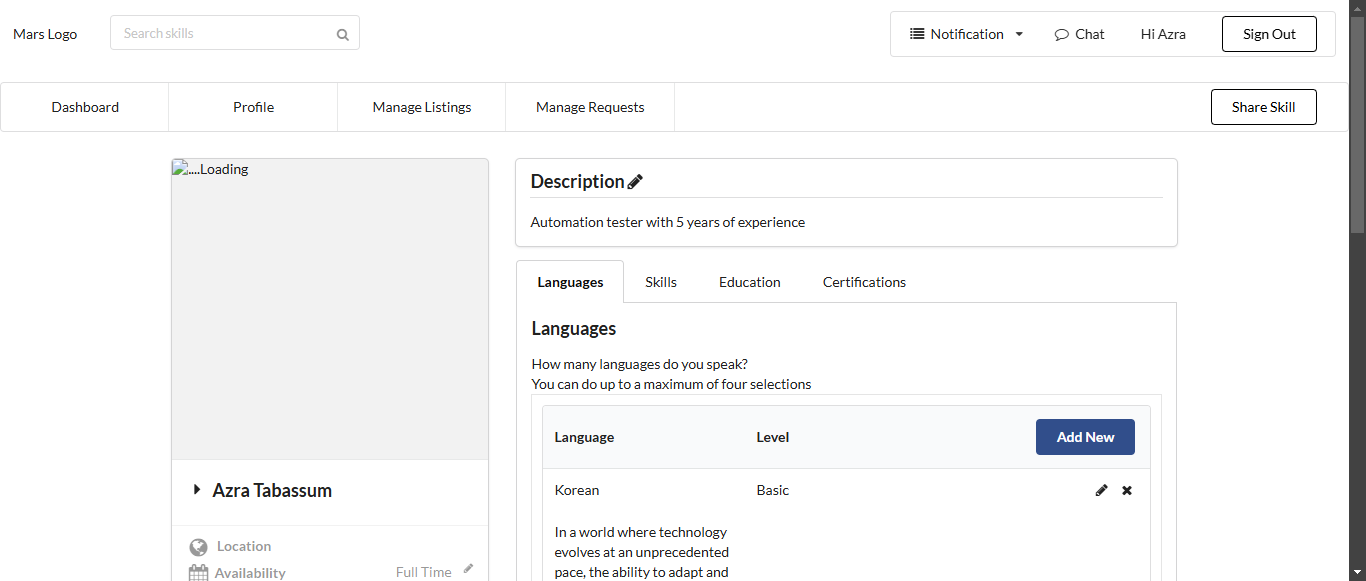 Mars Logo
Search skills
Notification
Chat
Hi Azra
Sign Out
Dashboard
Profile
Manage Listings
Manage Requests
Share Skill
....Loading
Description
Automation tester with 5 years of experience
Languages
Skills
Education
Certifications
Languages
How many languages do you speak?
You can do up to a maximum of four selections
Language
Level
Add New
Korean
Basic
In a world where technology
evolves at an unprecedented
pace, the ability to adapt and
Azra Tabassum
Location
Availability
Full Time